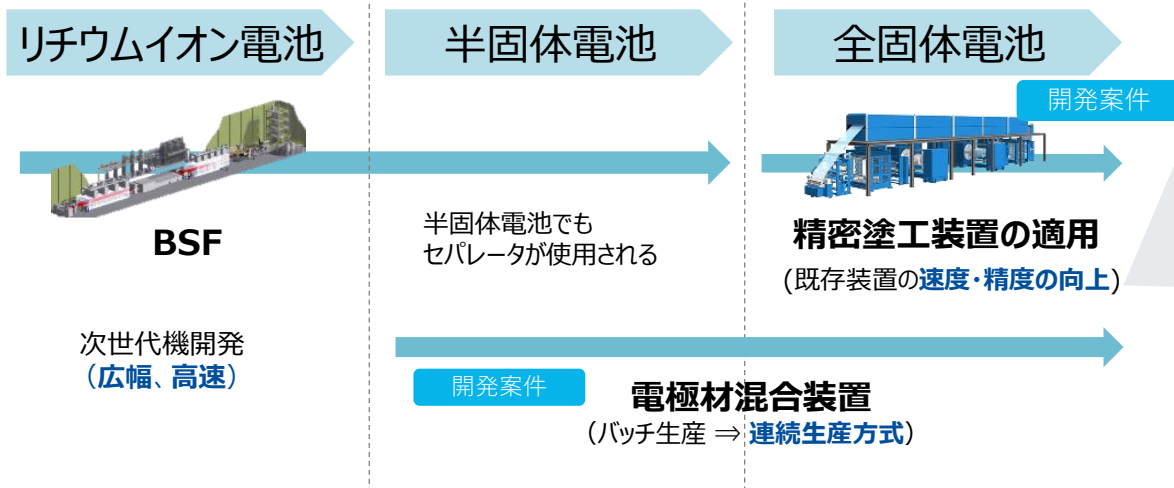 リチウムイオン電池
半固体電池
全固体電池
開発案件
BSF
半固体電池でも
セパレータが使用される
精密塗工装置の適用
(既存装置の速度・精度の向上)
次世代機開発
（広幅、高速）
開発案件
電極材混合装置
（バッチ生産 ⇒ 連続生産方式）